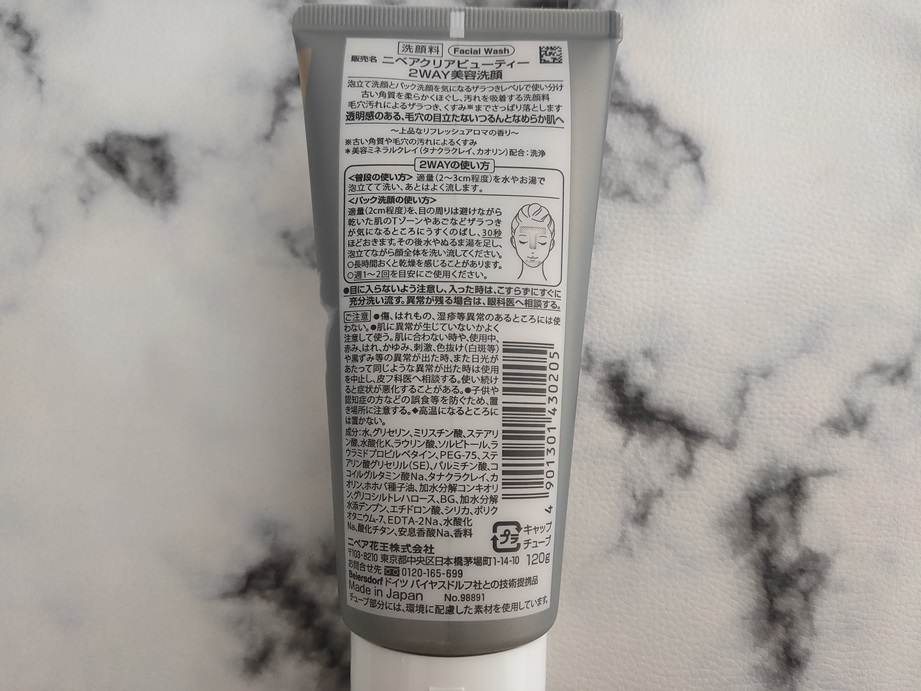 洗顔料 Facial Wash
販売名 ニベアクリアビューティー
2WAY美容洗顔
泡立て洗顔とパック洗顔を気になるザラつきレベルで使い分け
古い角質を柔らかくほぐし、汚れを吸着する洗顔料
毛穴汚れによるザラつき、くすみ※までさっぱり落とします
透明感のある、毛穴の目立たないつるんとなめらか肌へ
〜上品なリフレッシュアロマの香り〜
※古い角質や毛穴の汚れによるくすみ
*美容ミネラルクレイ(タナクラクレイ、カオリン)配合:洗浄
2WAYの使い方
<普段の使い方> 適量(2〜3cm程度)を水やお湯で
泡立てて洗い、あとはよく流します。
<パック洗顔の使い方>
適量(2cm程度)を、目の周りは避けながら
乾いた肌のTゾーンやあごなどザラつき
が気になるところにうすくのばし、30秒
ほどおきます。その後水やぬるま湯を足し、
泡立てながら顔全体を洗い流してください。
○長時間おくと乾燥を感じることがあります。
○週1〜2回を目安にご使用ください。
●目に入らないよう注意し、入った時は、こすらずにすぐに
充分洗い流す。異常が残る場合は、眼科医へ相談する。
ご注意 ●傷、はれもの、湿疹等異常のあるところには使
わない。●肌に異常が生じていないかよく
注意して使う。肌に合わない時や、使用中、
赤み、はれ、かゆみ、刺激、色抜け(白斑等)
や黒ずみ等の異常が出た時、また日光が
あたって同じような異常が出た時は使用
を中止し、皮フ科医へ相談する。使い続け
ると症状が悪化することがある。●子供や
認知症の方などの誤食等を防ぐため、置
き場所に注意する。◆高温になるところに
は置かない。
成分:水、グリセリン、ミリスチン酸、ステアリ
ン酸、水酸化K、ラウリン酸、ソルビトール、ラ
ウラミドプロピルベタイン、PEG-75、ステ
アリン酸グリセリル(SE)、パルミチン酸、コ
コイルグルタミン酸Na、タナクラクレイ、カ
オリン、ホホバ種子油、加水分解コンキオリ
ン、グリコシルトレハロース、BG、加水分解
水添デンプン、エチドロン酸、シリカ、ポリク
オタニウム-7、EDTA-2Na、水酸化
Na、酸化チタン、安息香酸Na、香料
4 901301 430205
プラ キャップ
チューブ
ニベア花王株式会社
〒103-8210 東京都中央区日本橋茅場町1-14-10 120g
お問合せ先 0120-165-699
Beiersdorf ドイツ バイヤスドルフ社との技術提携品
Made in Japan No.98891
チューブ部分には、環境に配慮した素材を使用しています。